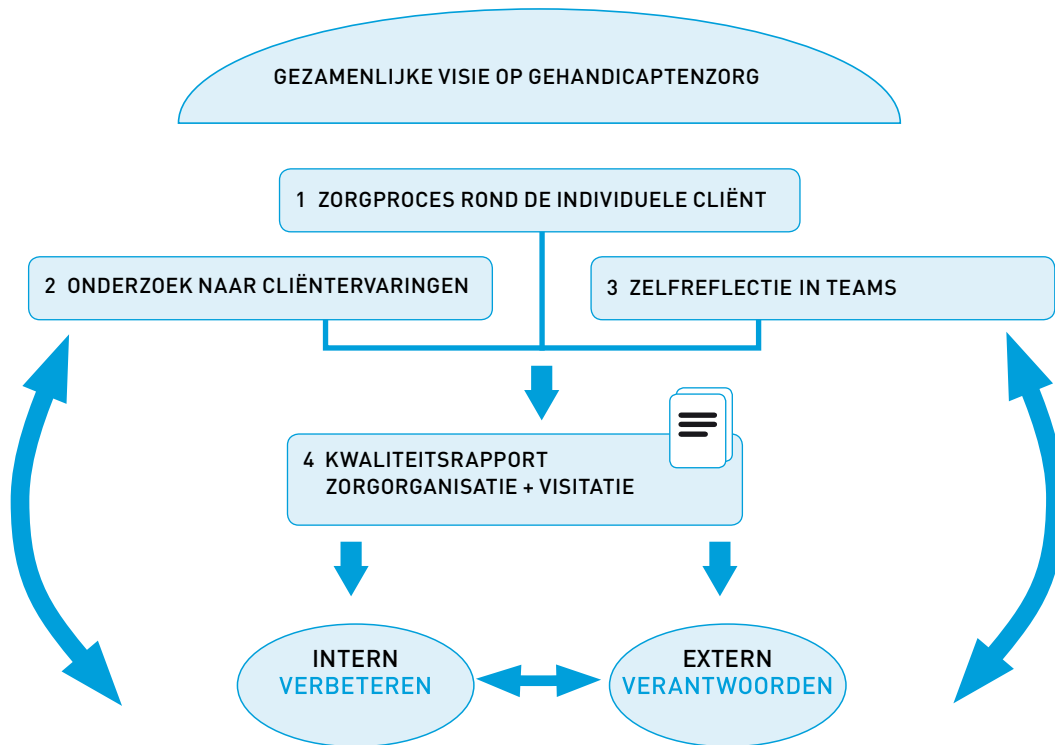 GEZAMENLIJKE VISIE OP GEHANDICAPTENZORG
1 ZORGPROCES ROND DE INDIVIDUELE CLIËNT
2 ONDERZOEK NAAR CLIËNTERVARINGEN
3 ZELFREFLECTIE IN TEAMS
4 KWALITEITSRAPPORT
ZORGORGANISATIE + VISITATIE
INTERN
VERBETEREN
EXTERN
VERANTWOORDEN